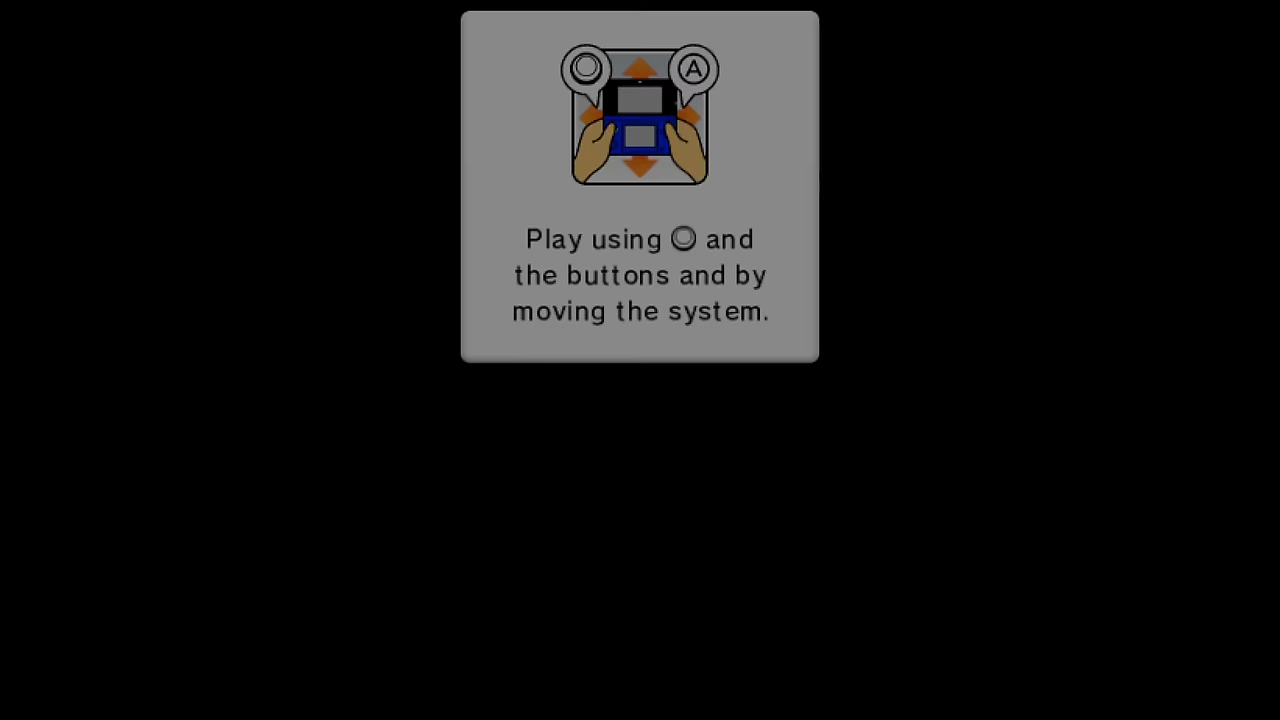 A
Play using and
the buttons and by
moving the system.